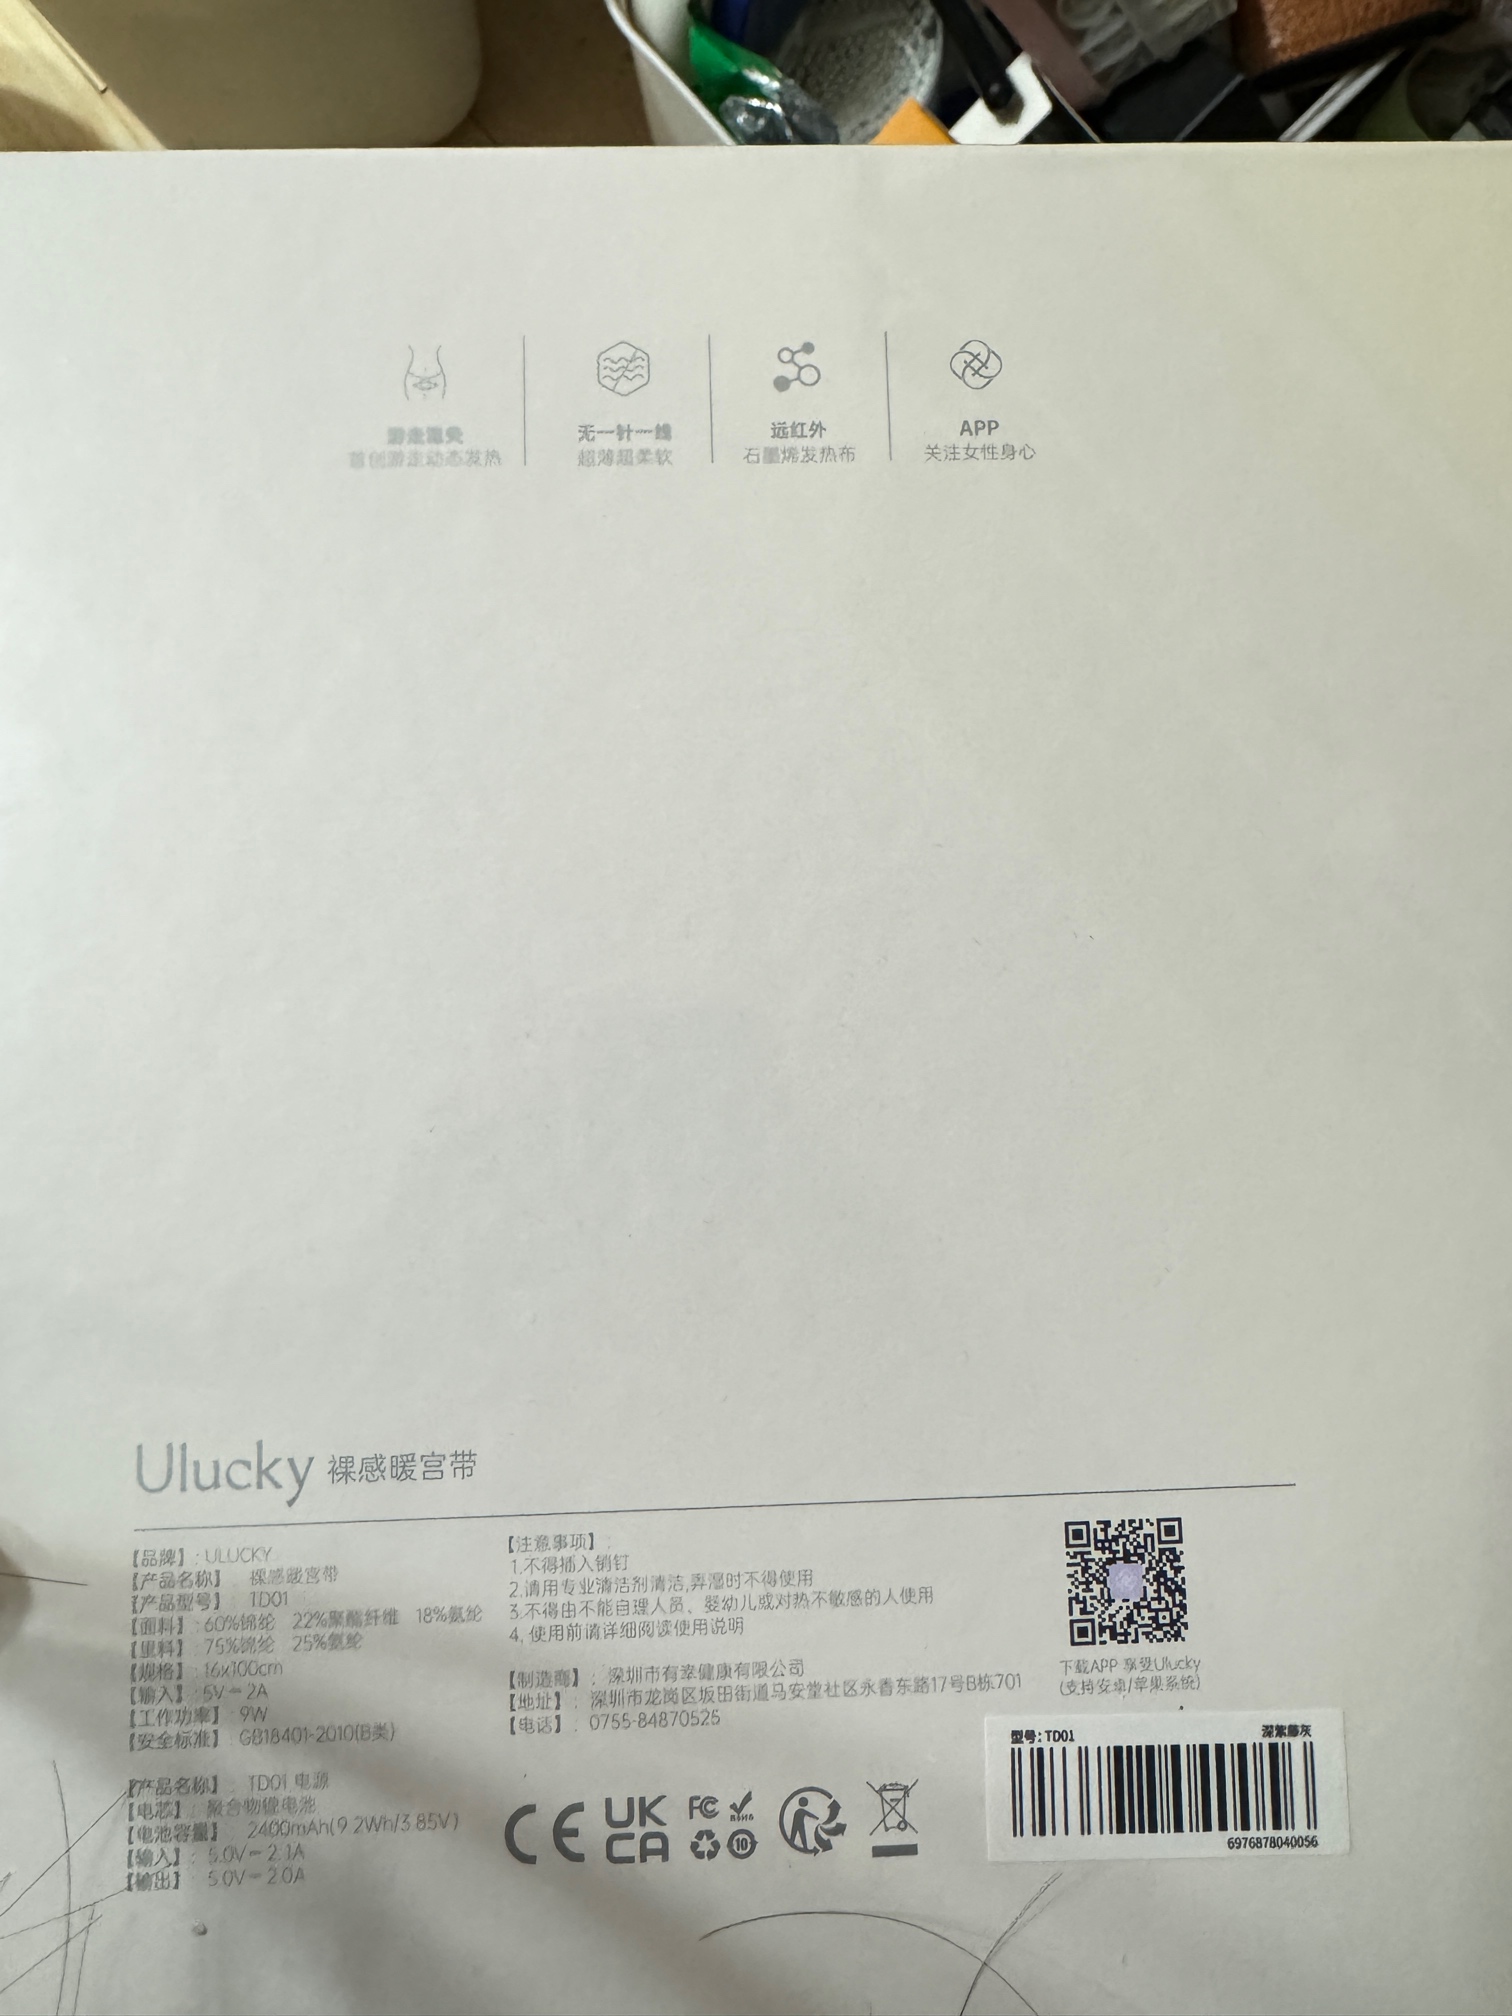 游走温灸
首创游走动态发热
无一针一线
超薄超柔软
远红外
石墨烯发热布
APP
关注女性身心
Ulucky 裸感暖宫带
【品牌】: ULUCKY
【产品名称】 裸感暖宫带
【产品型号】: TD01
【面料】: 60%锦纶 22%聚酯纤维 18%氨纶
【里料】: 75%锦纶 25%氨纶
【规格】: 16x100cm
【输入】: 5V⎓2A
【工作功率】: 9W
【安全标准】: GB18401-2010(B类)
【产品名称】: TD01 电源
【电芯】: 聚合物锂电池
【电池容量】 2400mAh(9.2Wh/3.85V)
【输入】: 5.0V⎓2.1A
【输出】: 5.0V⎓2.0A
【注意事项】:
1.不得插入销钉
2.请用专业清洁剂清洁,弄湿时不得使用
3.不得由不能自理人员、婴幼儿或对热不敏感的人使用
4, 使用前请详细阅读使用说明
【制造商】: 深圳市有幸健康有限公司
【地址】: 深圳市龙岗区坂田街道马安堂社区永香东路17号B栋701
【电话】: 0755-84870525
下载APP 享受Ulucky
(支持安卓/苹果系统)
CE
UK
CA
FC
10
型号: TD01
深紫藤灰
6976878040056